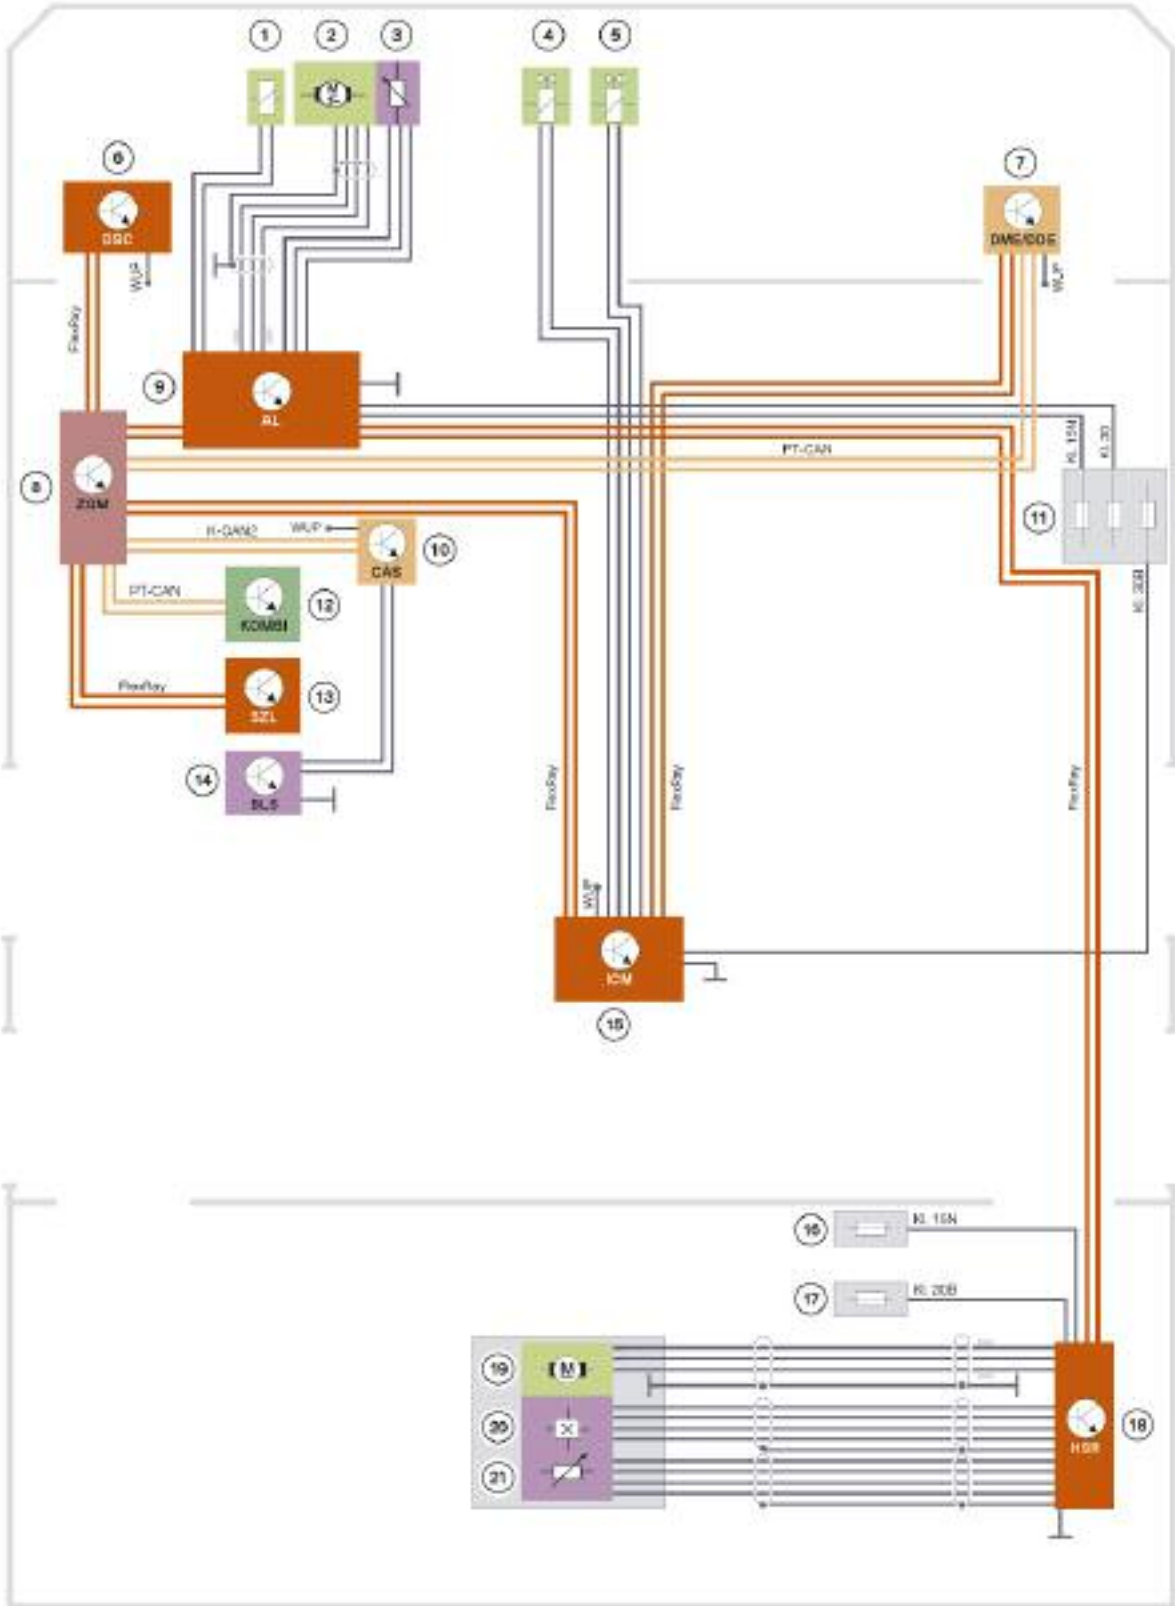 1
2
3
4
5
6
DSC
WUP
7
DME/DDE
WUP
FlexRay
9
AL
8
ZGM
PT-CAN
KL 15N
KL 30
11
K-CAN2
WUP
CAS
10
PT-CAN
KOMBI
12
KL 30B
FlexRay
SZL
13
14
BLS
FlexRay
FlexRay
FlexRay
WUP
ICM
15
16
KL 15N
17
KL 30B
19
M
20
21
HSR
18